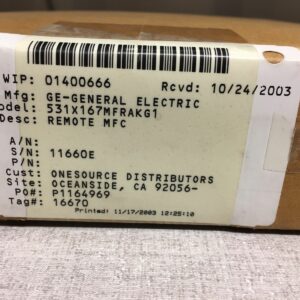 WIP: 01400666 Rcvd: 10/24/2003
Mfg: GE-GENERAL ELECTRIC
odel: 531X167MFRAKG1
Desc: REMOTE MFC
A/N:
S/N: 11660E
P/N:
Cust: ONESOURCE DISTRIBUTORS
Site: OCEANSIDE, CA 92056-
PO#: P1164969
Tag#: 16670
Printed: 11/17/2003 12:25:10